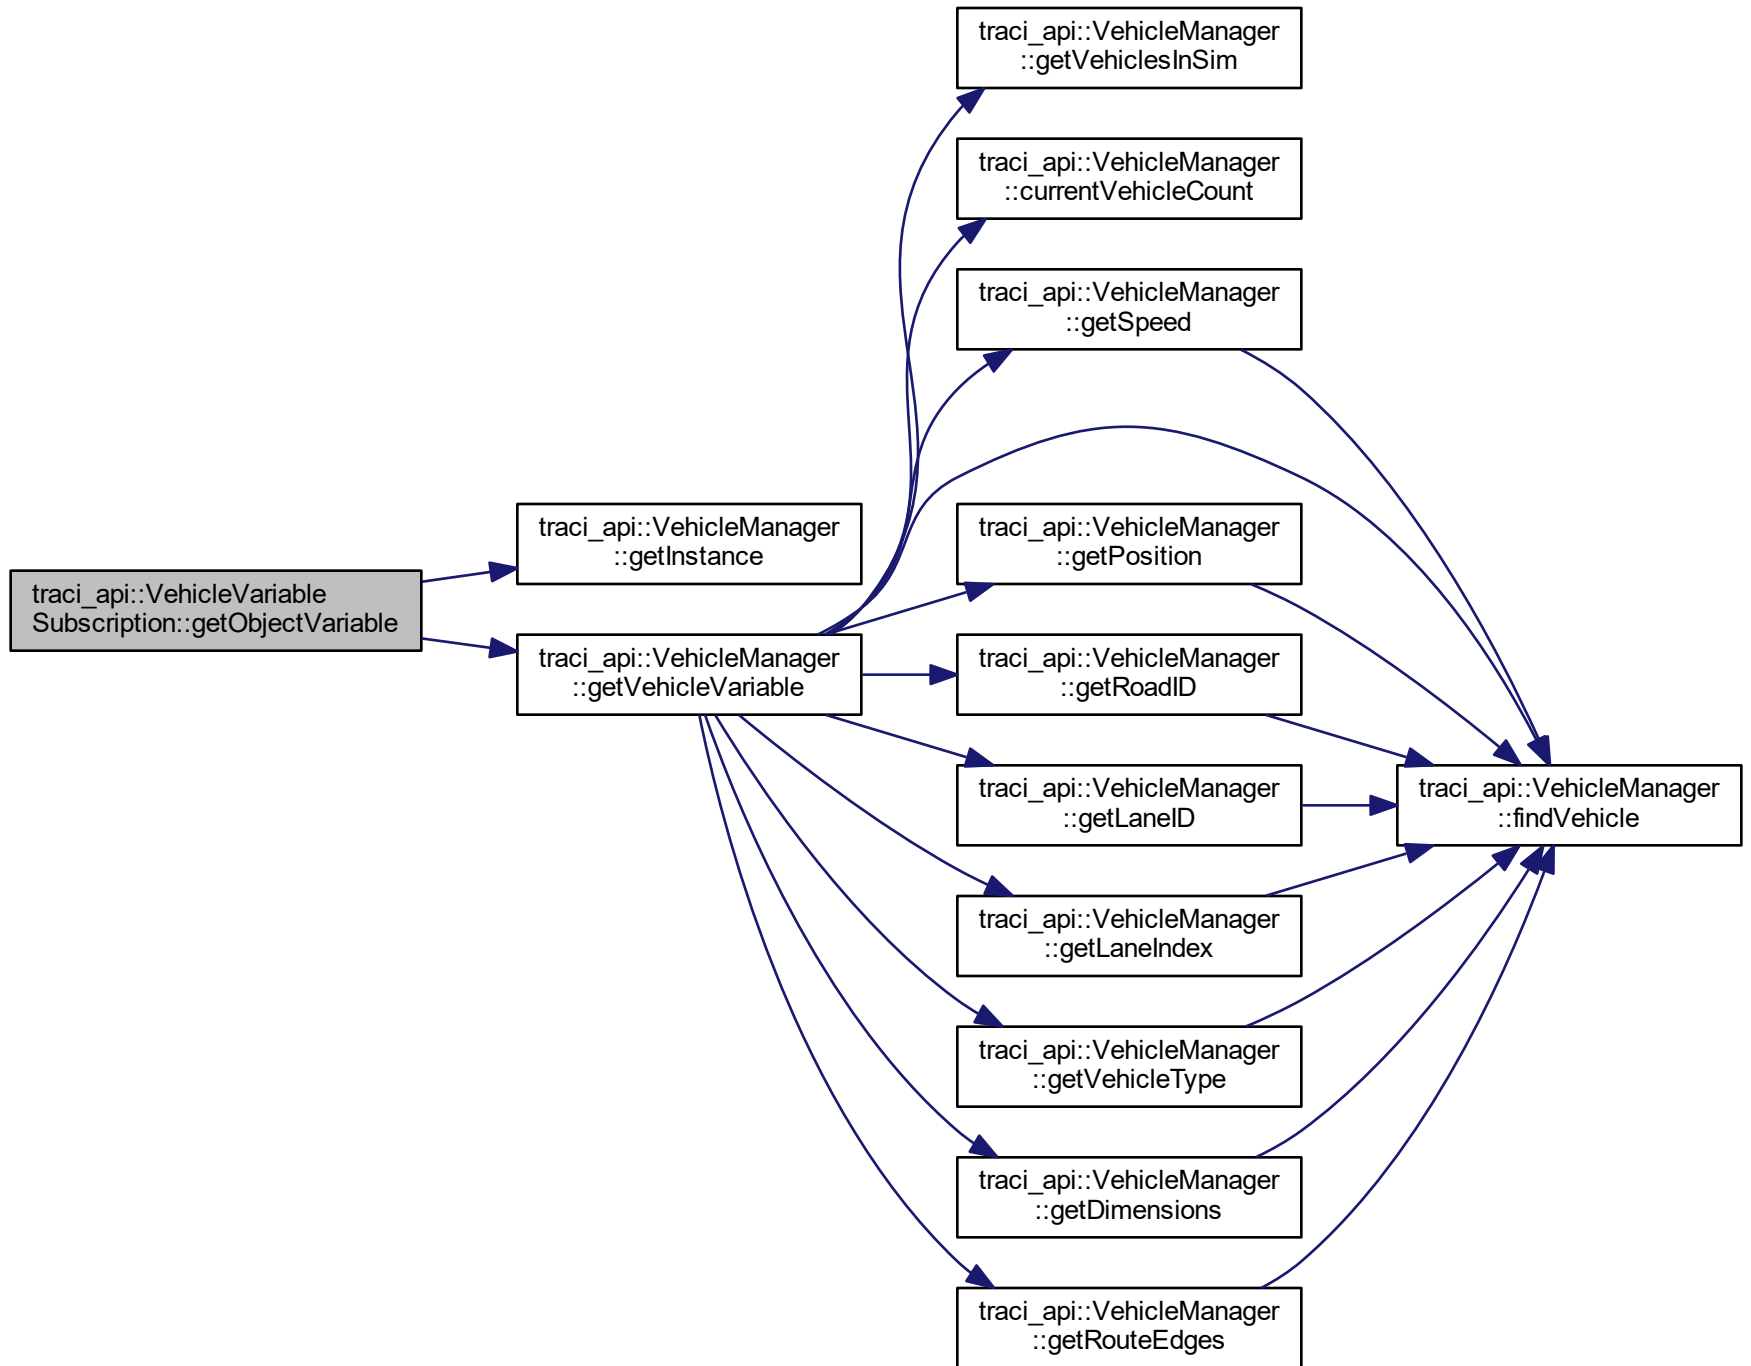 traci_api::VehicleVariable
Subscription::getObjectVariable
traci_api::VehicleManager
::getInstance
traci_api::VehicleManager
::getVehicleVariable
traci_api::VehicleManager
::getVehiclesInSim
traci_api::VehicleManager
::currentVehicleCount
traci_api::VehicleManager
::getSpeed
traci_api::VehicleManager
::getPosition
traci_api::VehicleManager
::getRoadID
traci_api::VehicleManager
::getLaneID
traci_api::VehicleManager
::getLaneIndex
traci_api::VehicleManager
::getVehicleType
traci_api::VehicleManager
::getDimensions
traci_api::VehicleManager
::getRouteEdges
traci_api::VehicleManager
::findVehicle